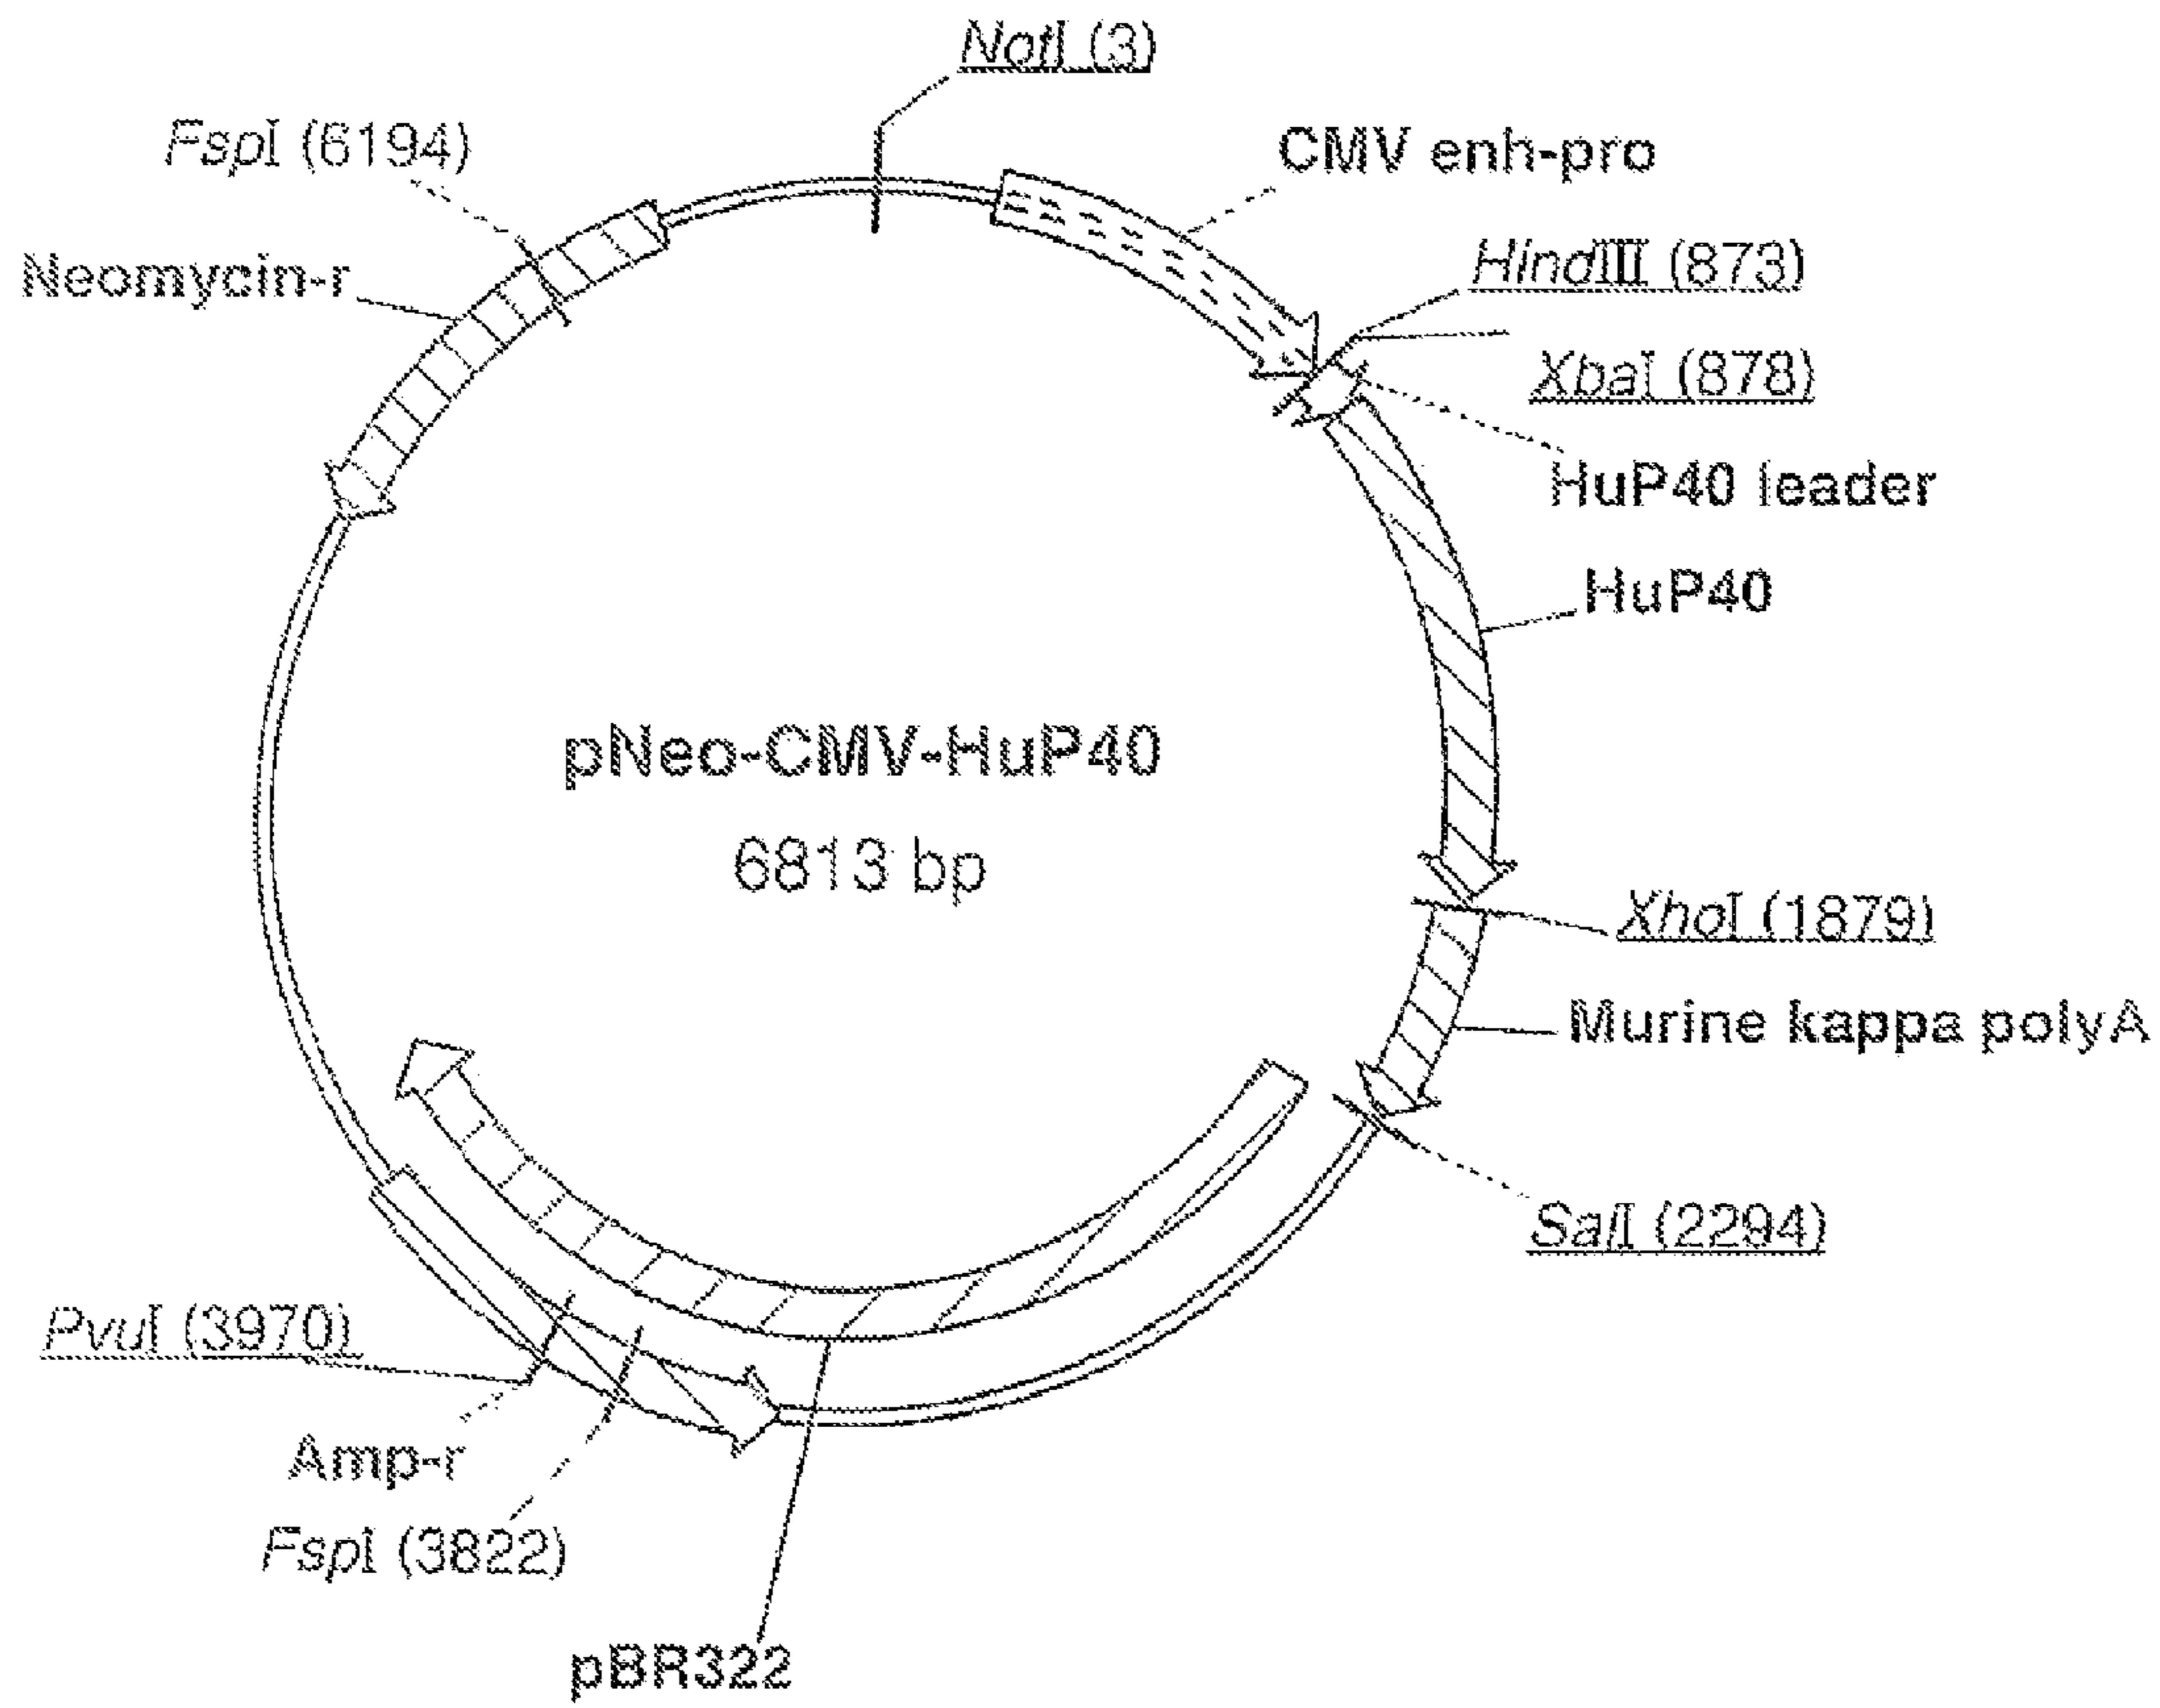 NotI (3)
FspI (6194)
CMV enh-pro
Neomycin-r
HindIII (873)
XbaI (878)
HuP40 leader
HuP40
pNeo-CMV-HuP40
6813 bp
XhoI (1879)
Murine kappa polyA
SalI (2294)
PvuI (3970)
Amp-r
FspI (3822)
pBR322